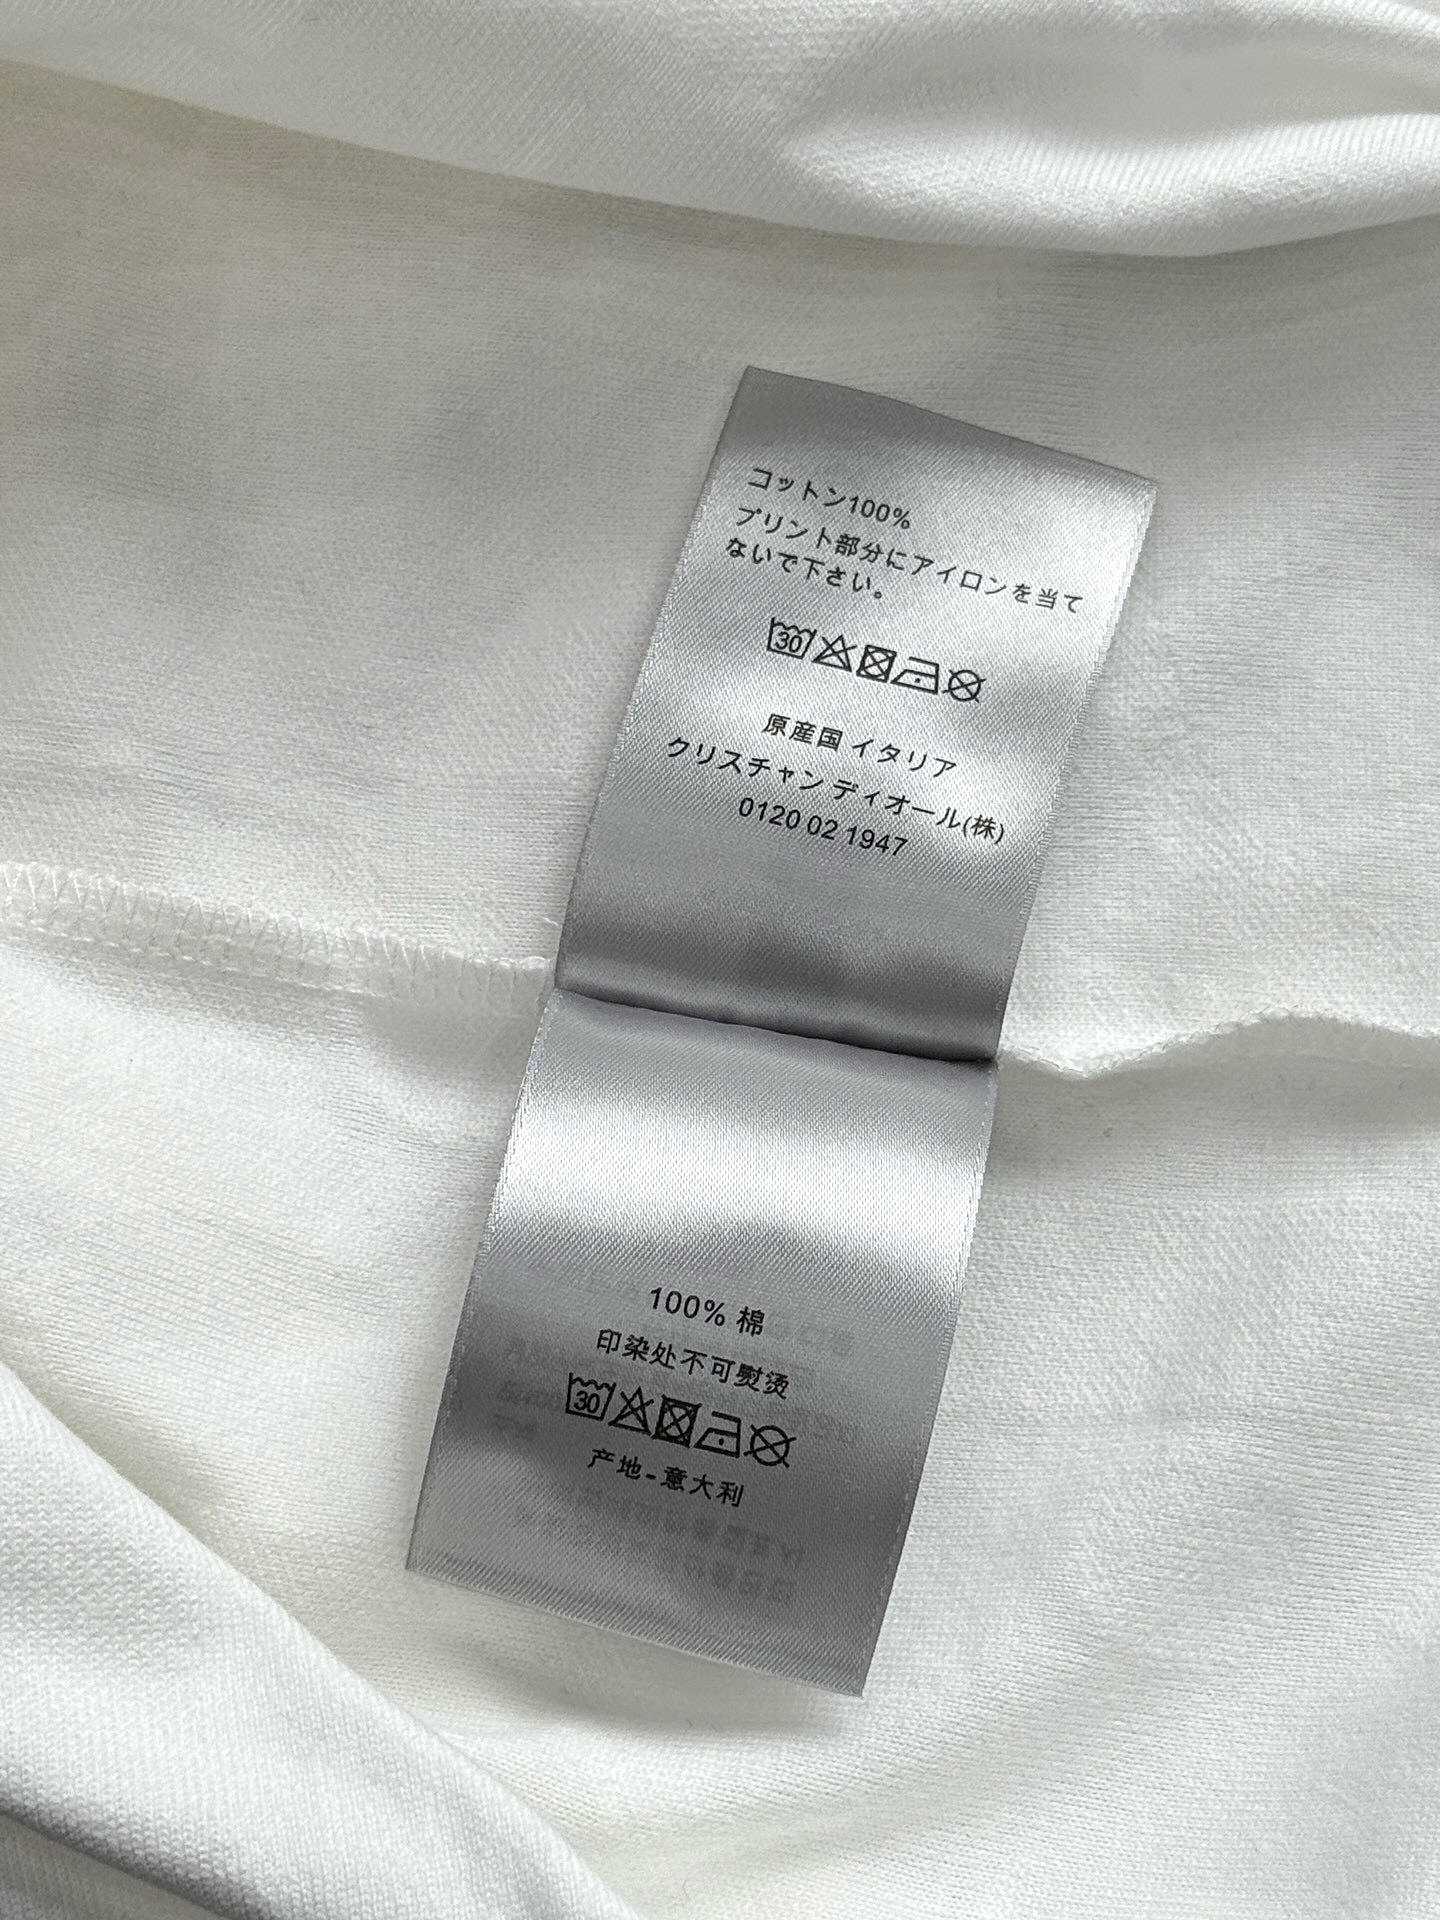 コットン100%
プリント部分にアイロンを当て
ないで下さい。
30
原産国 イタリア
クリスチャン ディオール(株)
0120 02 1947
100% 棉
印染处不可熨烫
30
产地-意大利